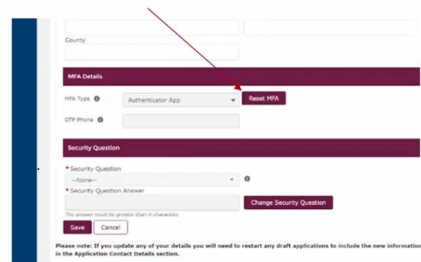 County
MFA Details
MFA Type
Authenticator App
Reset MFA
OTP Phone
Security Question
* Security Question
--None--
* Security Question Answer
Change Security Question
The answer must be greater than 5 characters
Save Cancel
Please note: If you update any of your details you will need to restart any draft applications to include the new information
in the Application Contact Details section.